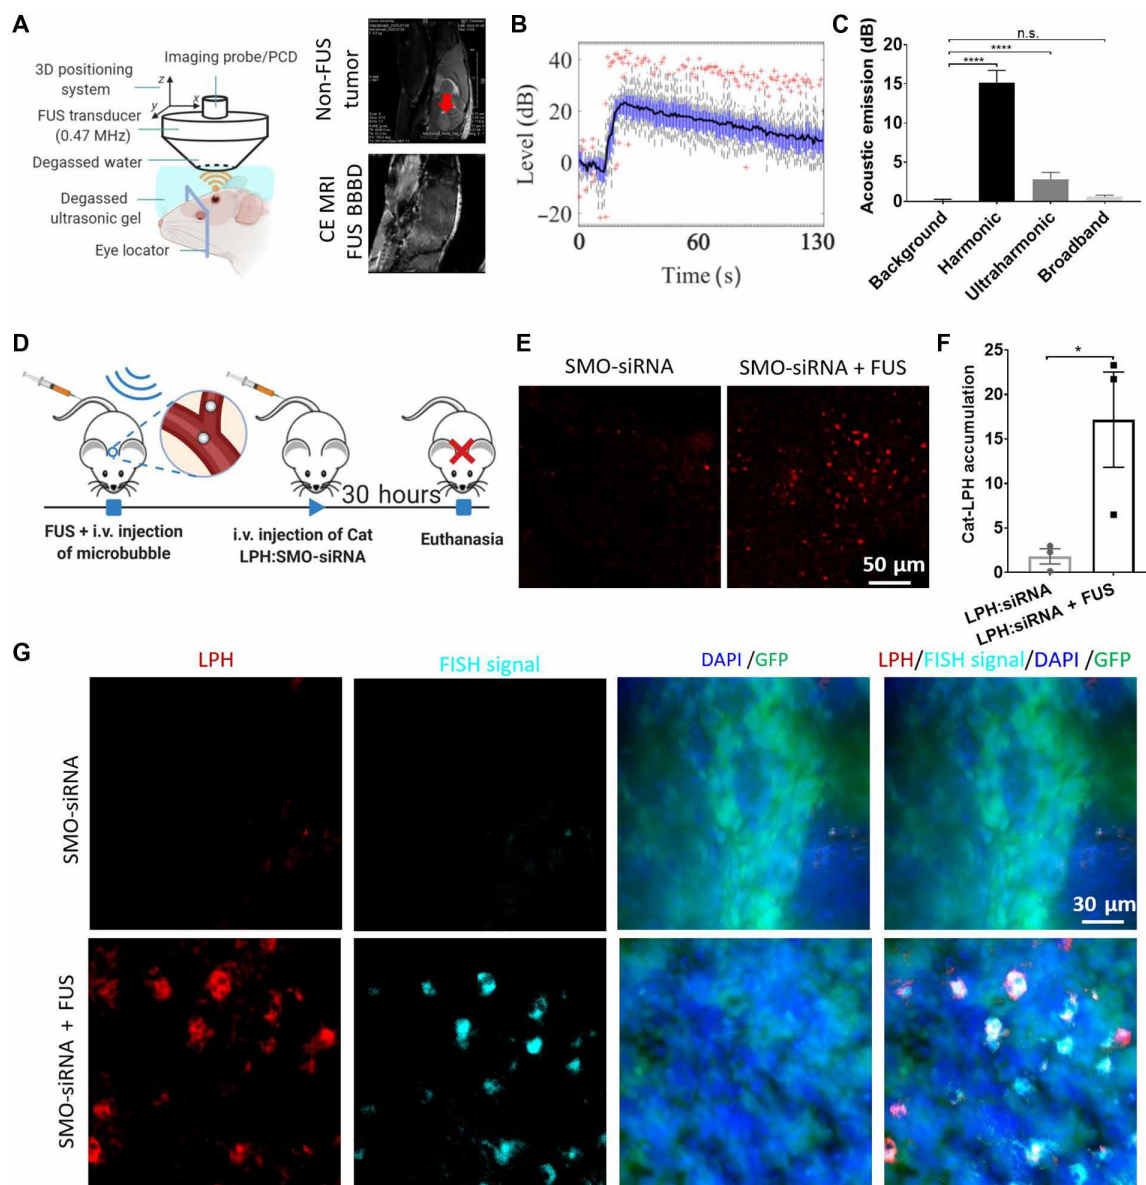 A
Imaging probe/PCD
3D positioning
system
z
x
y
FUS transducer
(0.47 MHz)
Degassed water
Degassed
ultrasonic gel
Eye locator
Non-FUS
tumor
CE MRI
FUS BBBD
B
Level (dB)
40
20
0
−20
0
60
130
Time (s)
C
Acoustic emission (dB)
20
15
10
5
0
n.s.
****
****
Background
Harmonic
Ultraharmonic
Broadband
D
30 hours
FUS + i.v. injection
of microbubble
i.v. injection of Cat
LPH:SMO-siRNA
Euthanasia
E
SMO-siRNA
SMO-siRNA + FUS
50 μm
F
Cat-LPH accumulation
25
20
15
10
5
0
*
LPH:siRNA
LPH:siRNA + FUS
G
LPH
FISH signal
DAPI /GFP
LPH/FISH signal/DAPI /GFP
SMO-siRNA
30 μm
SMO-siRNA + FUS